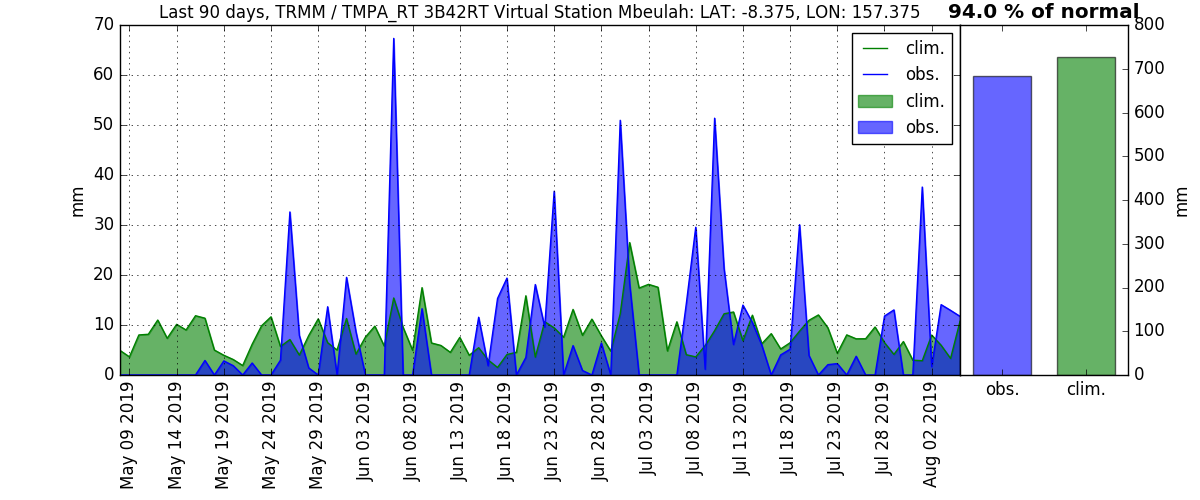 Last 90 days, TRMM / TMPA_RT 3B42RT Virtual Station Mbeulah: LAT: -8.375, LON: 157.375
94.0 % of normal
70
60
50
40
30
20
10
0
mm
clim.
obs.
clim.
obs.
May 09 2019
May 14 2019
May 19 2019
May 24 2019
May 29 2019
Jun 03 2019
Jun 08 2019
Jun 13 2019
Jun 18 2019
Jun 23 2019
Jun 28 2019
Jul 03 2019
Jul 08 2019
Jul 13 2019
Jul 18 2019
Jul 23 2019
Jul 28 2019
Aug 02 2019
800
700
600
500
400
300
200
100
0
mm
obs.
clim.